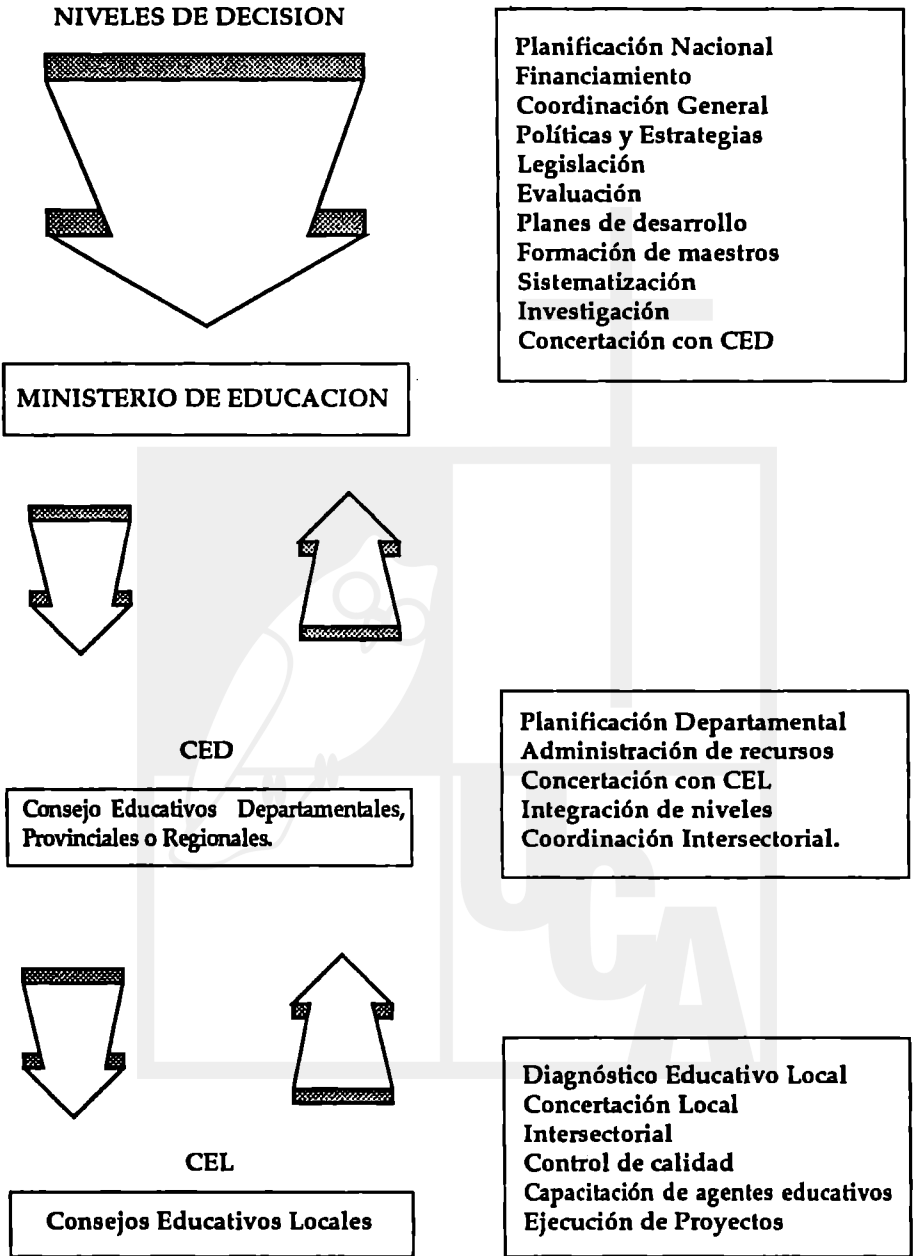 NIVELES DE DECISION
Planificación Nacional
Financiamiento
Coordinación General
Políticas y Estrategias
Legislación
Evaluación
Planes de desarrollo
Formación de maestros
Sistematización
Investigación
Concertación con CED
MINISTERIO DE EDUCACION
CED
Consejo Educativos Departamentales,
Provinciales o Regionales.
Planificación Departamental
Administración de recursos
Concertación con CEL
Integración de niveles
Coordinación Intersectorial.
CEL
Consejos Educativos Locales
Diagnóstico Educativo Local
Concertación Local
Intersectorial
Control de calidad
Capacitación de agentes educativos
Ejecución de Proyectos
UCA